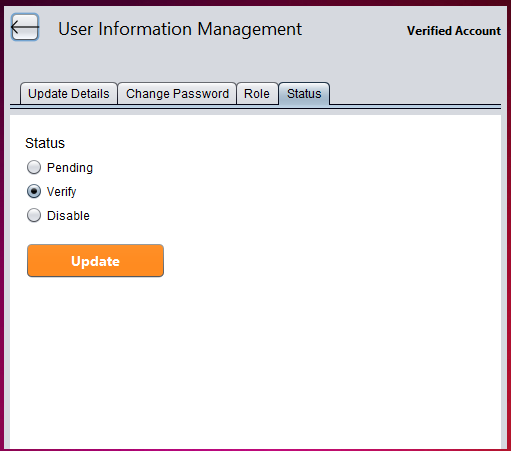 User Information Management
Verified Account
Update Details Change Password Role Status
Status
Pending
Verify
Disable
Update